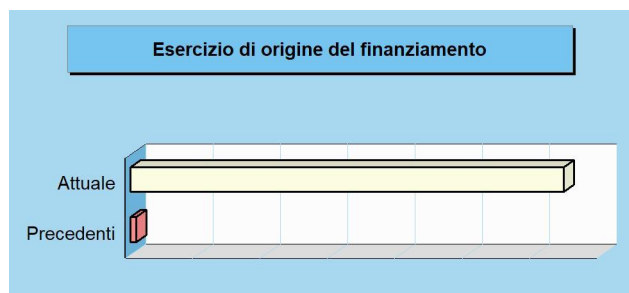 Esercizio di origine del finanziamento
Attuale
Precedenti